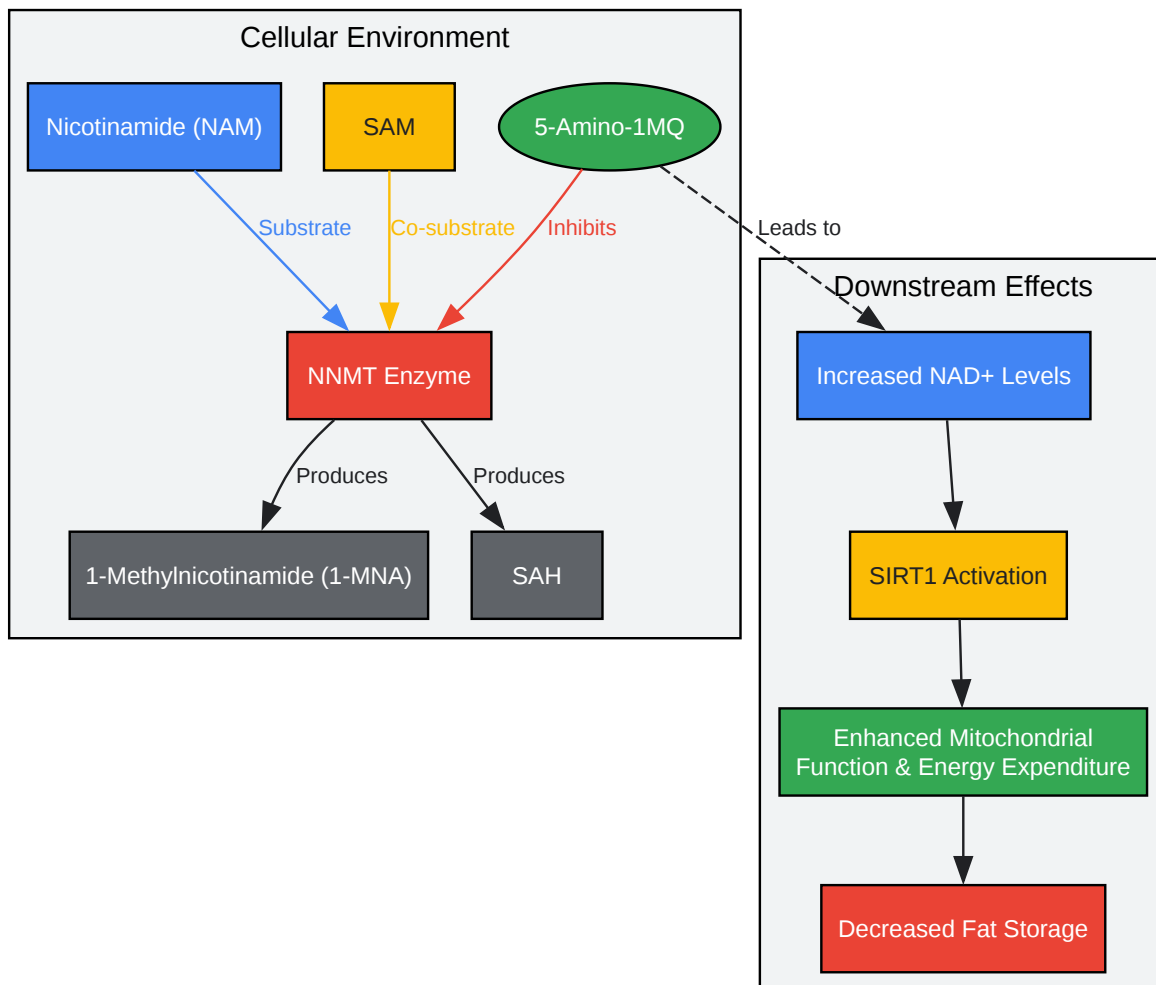 Cellular Environment
Nicotinamide (NAM)
SAM
5-Amino-1MQ
Substrate
Co-substrate
Inhibits
Leads to
Downstream Effects
NNMT Enzyme
Increased NAD+ Levels
Produces
Produces
1-Methylnicotinamide (1-MNA)
SAH
SIRT1 Activation
Enhanced Mitochondrial
Function & Energy Expenditure
Decreased Fat Storage